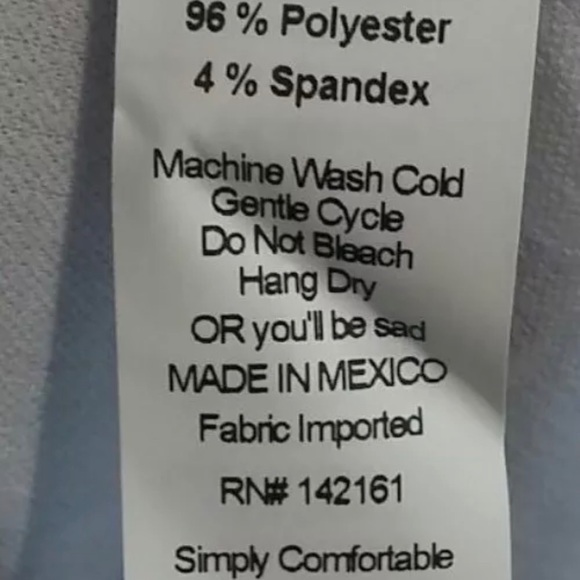 96 % Polyester
4 % Spandex
Machine Wash Cold
Gentle Cycle
Do Not Bleach
Hang Dry
OR you'll be sad
MADE IN MEXICO
Fabric Imported
RN# 142161
Simply Comfortable